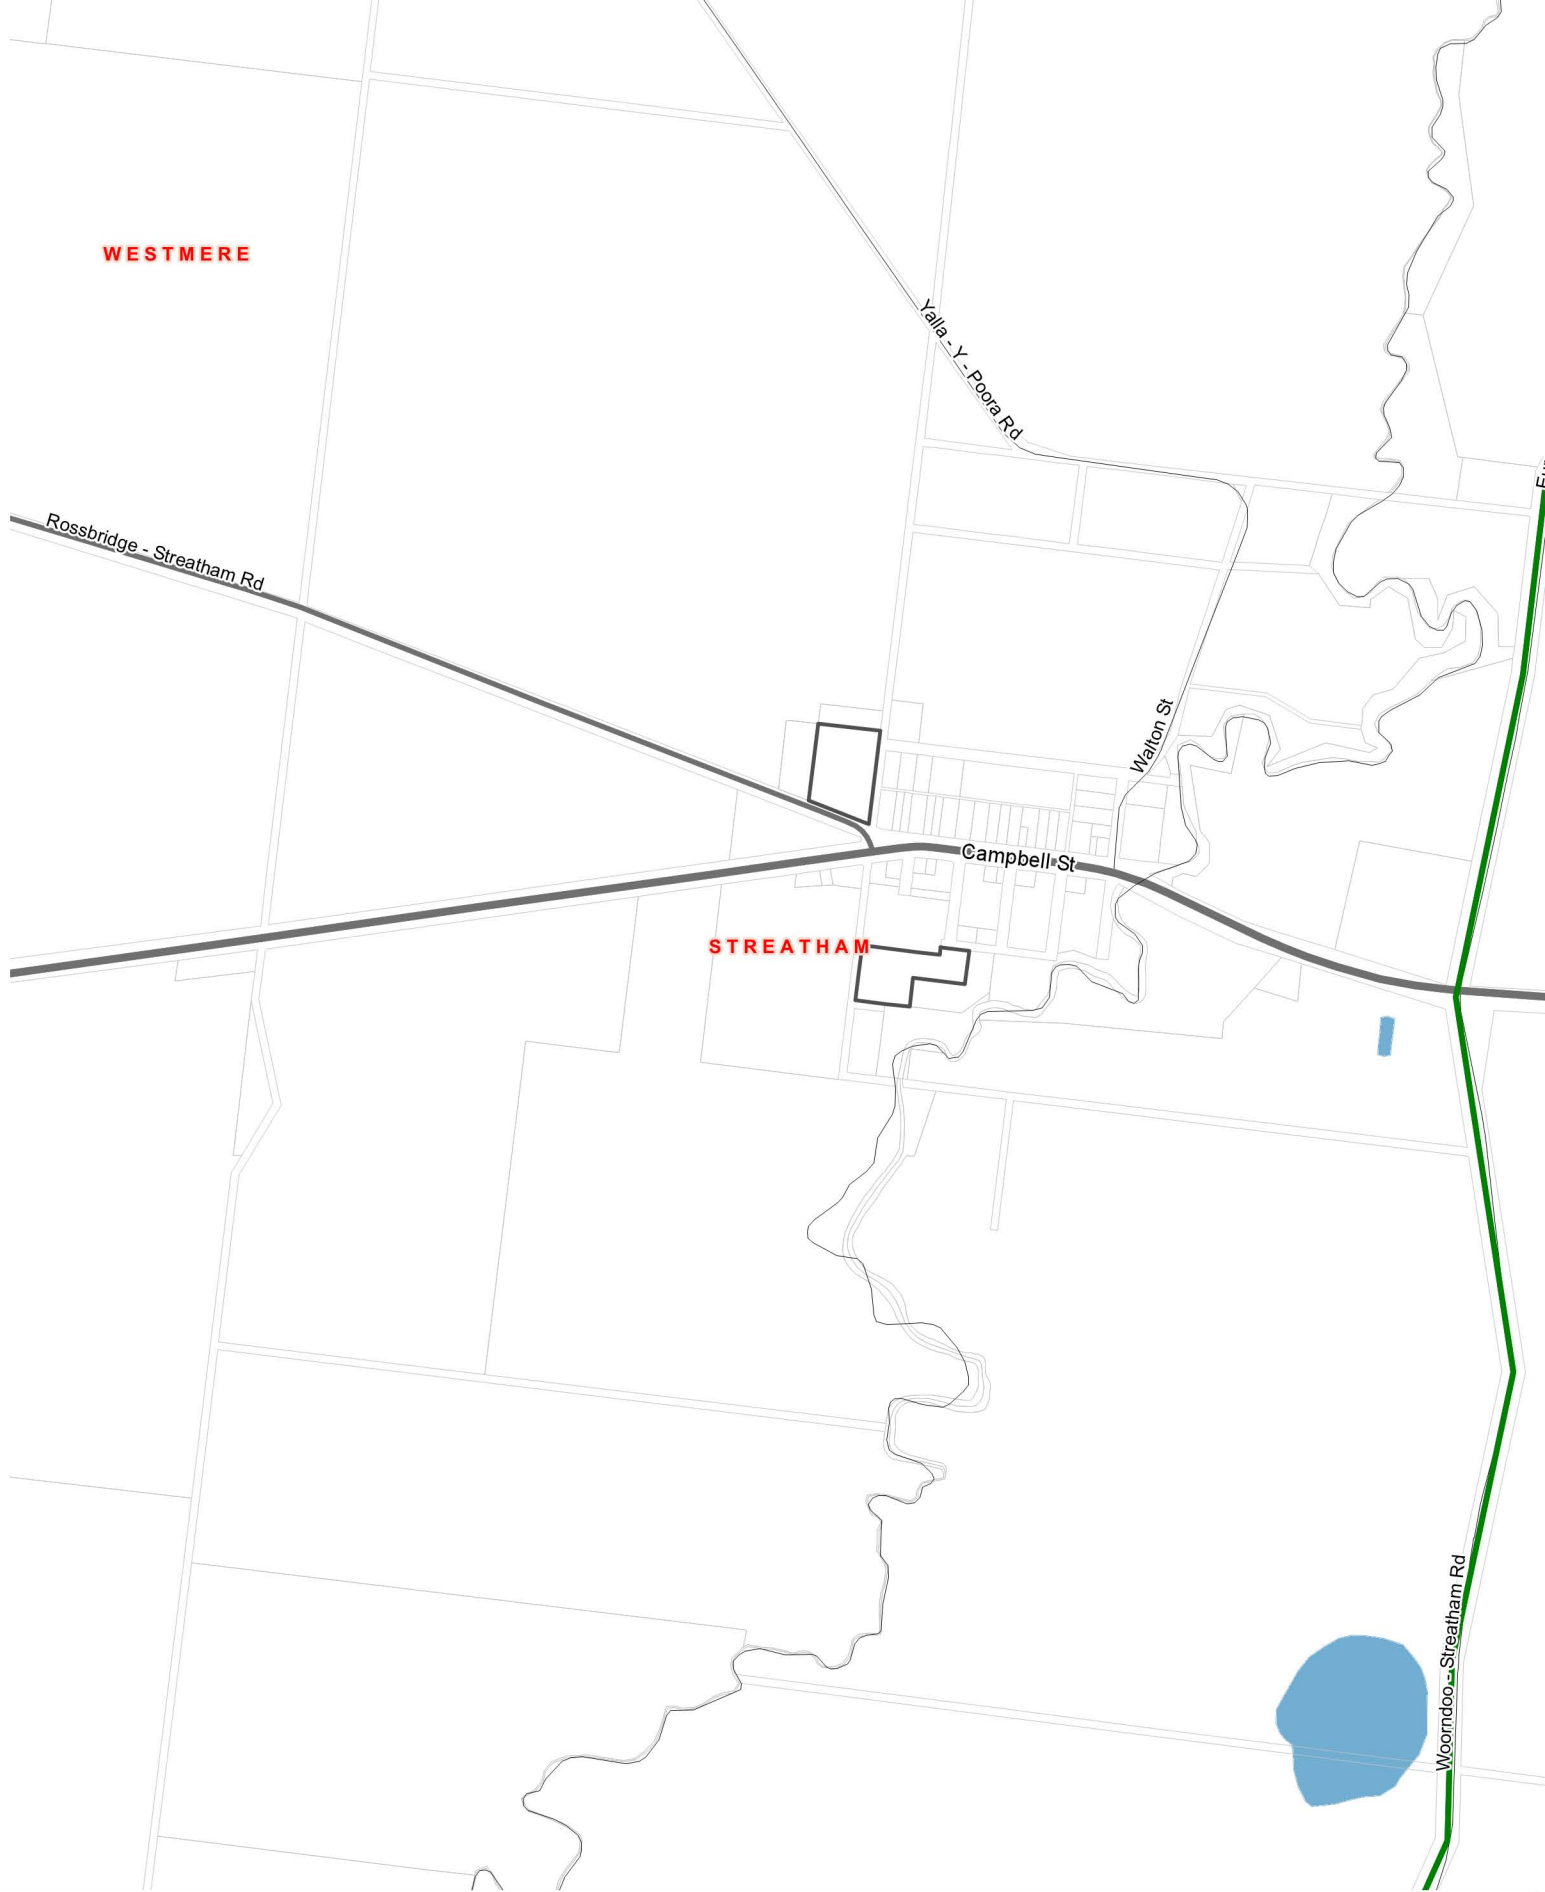 WESTMERE
Yalla - Y - Poora Rd
Rossbridge - Streatham Rd
Walton St
Campbell St
STREATHAM
Woorndoo - Streatham Rd